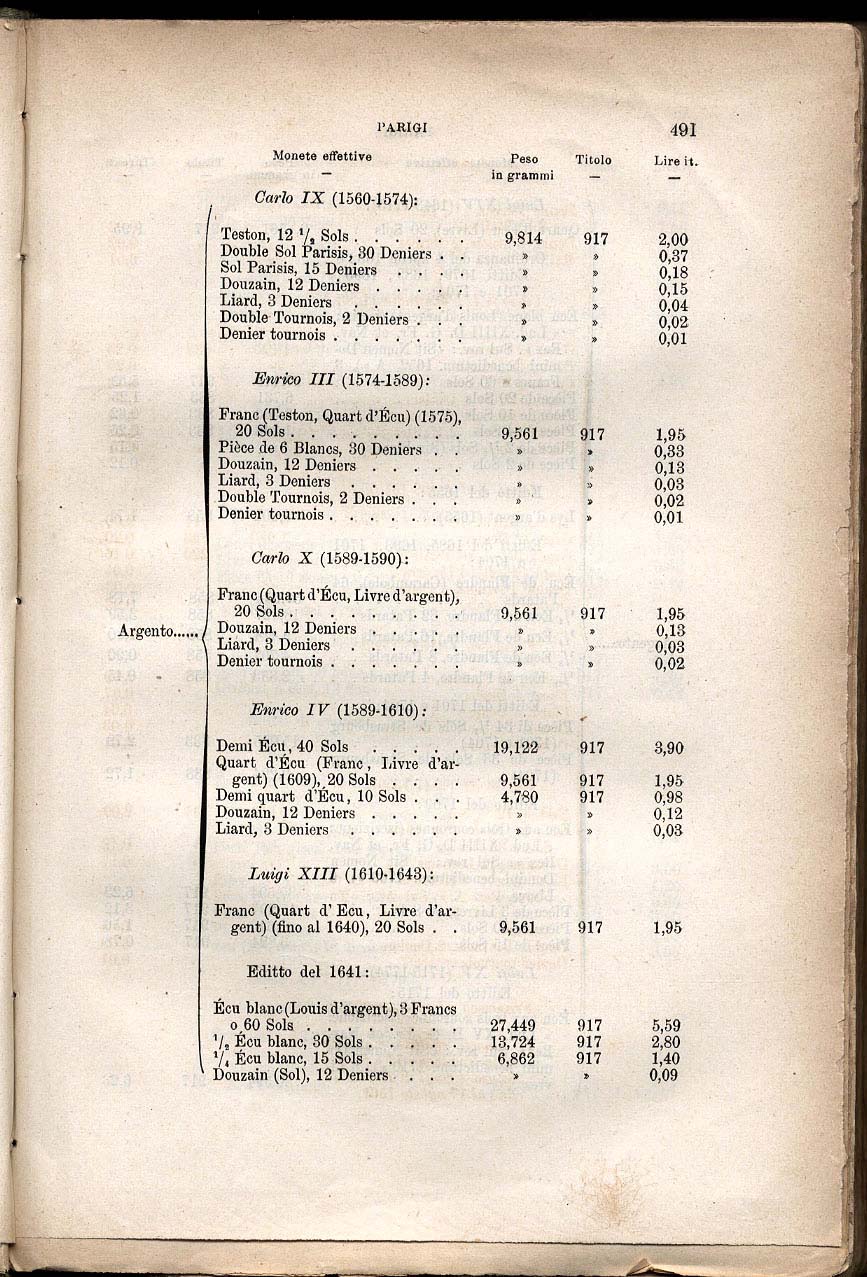 PARIGI 491
Monete effettive Peso in grammi Titolo Lire it.
Carlo IX (1560-1574):
Teston, 12 1/2 Sols . . . . . . 9,814 917 2,00
Double Sol Parisis, 30 Deniers . . » » 0,37
Sol Parisis, 15 Deniers . . . . » » 0,18
Douzain, 12 Deniers . . . . . » » 0,15
Liard, 3 Deniers . . . . . . » » 0,04
Double Tournois, 2 Deniers . . . » » 0,02
Denier tournois . . . . . . . » » 0,01
Enrico III (1574-1589):
Franc (Teston, Quart d'Écu) (1575),
20 Sols . . . . . . . . . 9,561 917 1,95
Pièce de 6 Blancs, 30 Deniers . . » » 0,33
Douzain, 12 Deniers . . . . . » » 0,13
Liard, 3 Deniers . . . . . . » » 0,03
Double Tournois, 2 Deniers . . . » » 0,02
Denier tournois . . . . . . . » » 0,01
Carlo X (1589-1590):
Franc (Quart d'Écu, Livre d'argent),
20 Sols . . . . . . . . . 9,561 917 1,95
Argento...... Douzain, 12 Deniers . . . . . » » 0,13
Liard, 3 Deniers . . . . . . » » 0,03
Denier tournois . . . . . . . » » 0,02
Enrico IV (1589-1610):
Demi Écu, 40 Sols . . . . . 19,122 917 3,90
Quart d'Écu (Franc, Livre d'ar-
gent) (1609), 20 Sols . . . . 9,561 917 1,95
Demi quart d'Écu, 10 Sols . . . 4,780 917 0,98
Douzain, 12 Deniers . . . . . » » 0,12
Liard, 3 Deniers . . . . . . » » 0,03
Luigi XIII (1610-1643):
Franc (Quart d' Ecu, Livre d'ar-
gent) (fino al 1640), 20 Sols . . 9,561 917 1,95
Editto del 1641:
Écu blanc (Louis d'argent), 3 Francs
o 60 Sols . . . . . . . . 27,449 917 5,59
1/2 Écu blanc, 30 Sols . . . . . 13,724 917 2,80
1/4 Écu blanc, 15 Sols . . . . . 6,862 917 1,40
Douzain (Sol), 12 Deniers . . . » » 0,09